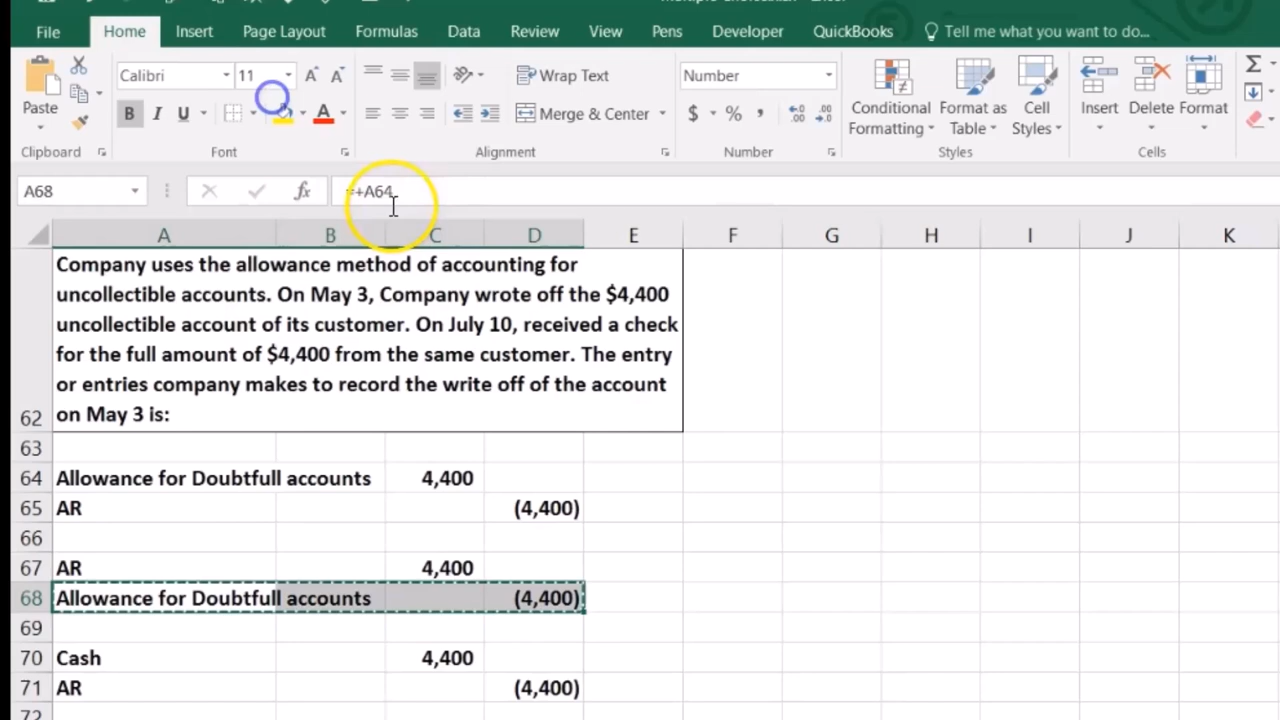 File Home Insert Page Layout Formulas Data Review View Pens Developer QuickBooks Tell me what you want to do...
Calibri 11 Wrap Text Number
Paste B I U A Merge & Center $ % , Conditional Formatting Format as Table Cell Styles Insert Delete Format
Clipboard Font Alignment Number Styles Cells
A68 fx =+A64
A B C D E F G H I J K
Company uses the allowance method of accounting for
uncollectible accounts. On May 3, Company wrote off the $4,400
uncollectible account of its customer. On July 10, received a check
for the full amount of $4,400 from the same customer. The entry
or entries company makes to record the write off of the account
62 on May 3 is:
63
64 Allowance for Doubtfull accounts 4,400
65 AR (4,400)
66
67 AR 4,400
68 Allowance for Doubtfull accounts (4,400)
69
70 Cash 4,400
71 AR (4,400)
72